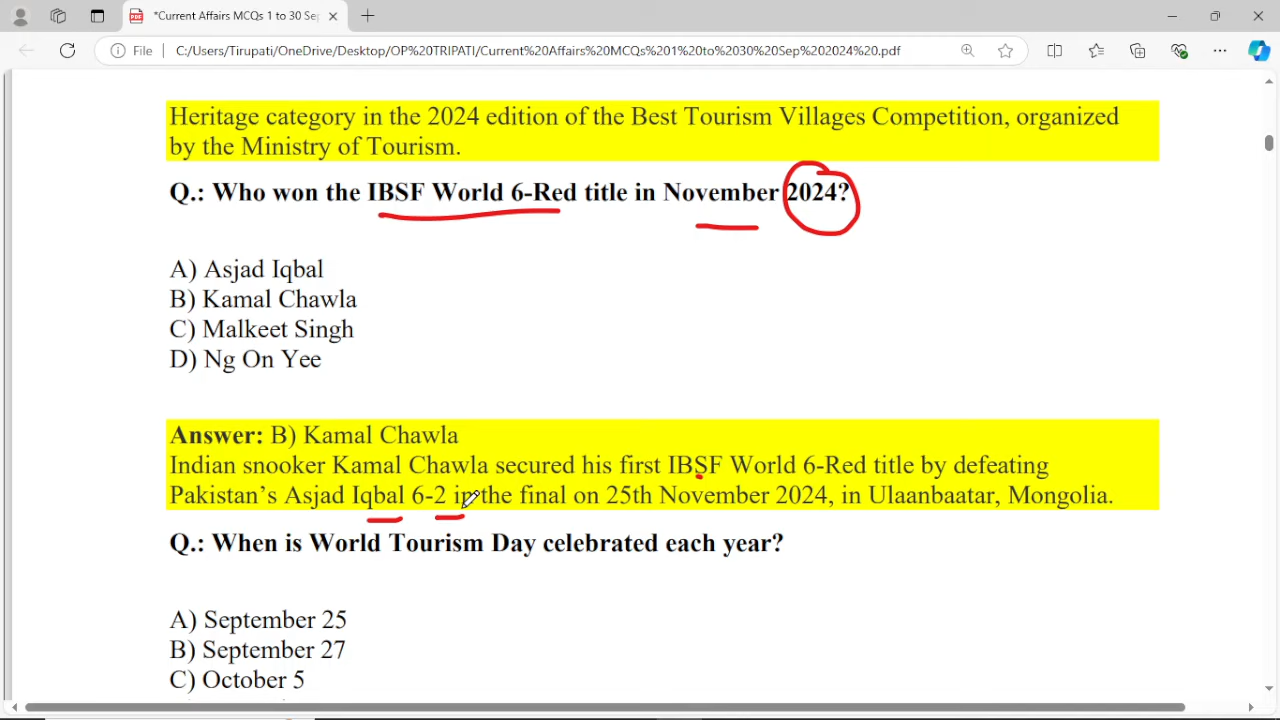 *Current Affairs MCQs 1 to 30 Sep
File
C:/Users/Tirupati/OneDrive/Desktop/OP%20TRIPATI/Current%20Affairs%20MCQs%201%20to%2030%20Sep%202024%20.pdf
Heritage category in the 2024 edition of the Best Tourism Villages Competition, organized
by the Ministry of Tourism.
Q.: Who won the IBSF World 6-Red title in November 2024?
A) Asjad Iqbal
B) Kamal Chawla
C) Malkeet Singh
D) Ng On Yee
Answer: B) Kamal Chawla
Indian snooker Kamal Chawla secured his first IBSF World 6-Red title by defeating
Pakistan’s Asjad Iqbal 6-2 in the final on 25th November 2024, in Ulaanbaatar, Mongolia.
Q.: When is World Tourism Day celebrated each year?
A) September 25
B) September 27
C) October 5